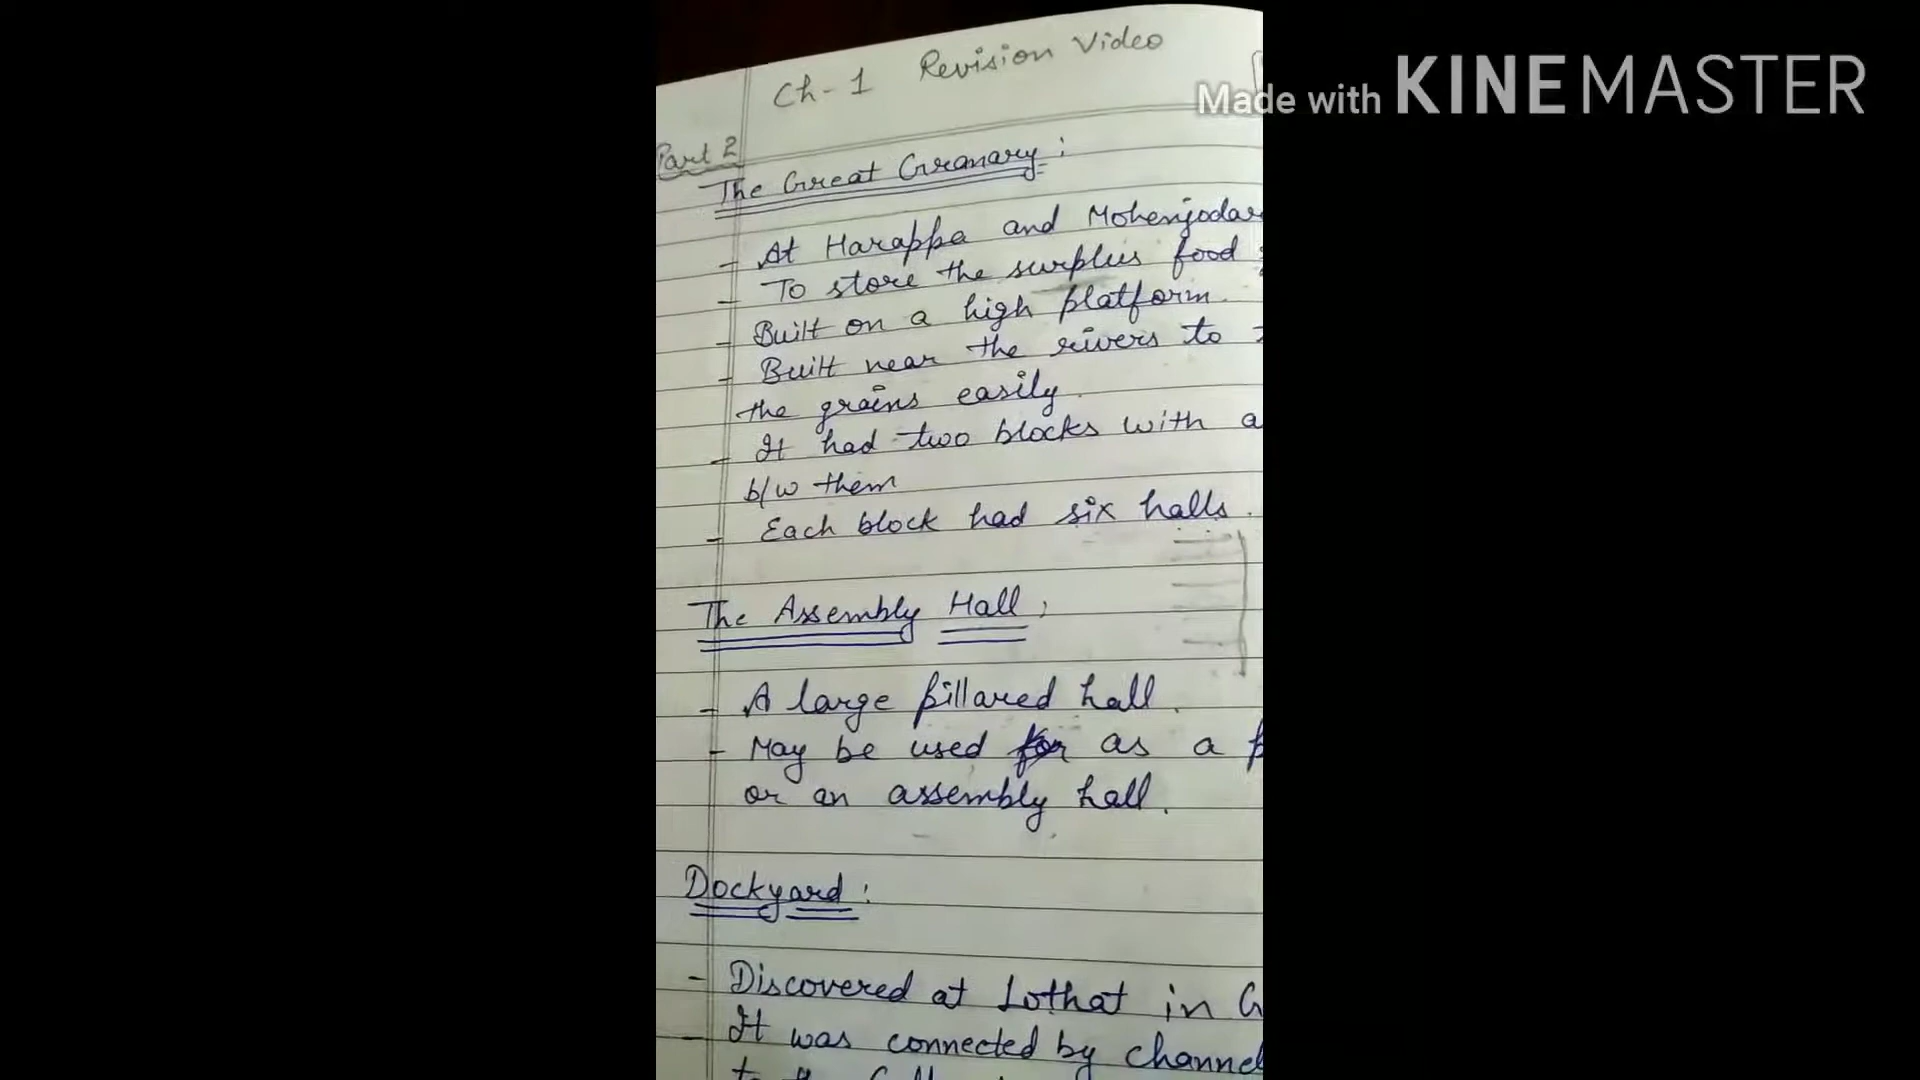 Ch-1 Revision Video
Made with KINEMASTER
Part 2
The Great Granary:
- At Harappa and Mohenjodar
- To store the surplus food
- Built on a high platform.
- Built near the rivers to
the grains easily.
- It had two blocks with a
b/w them
- Each block had six halls.
The Assembly Hall:
- A large pillared hall.
- May be used for as a p
or an assembly hall.
Dockyard:
- Discovered at Lothat in G
- It was connected by channel